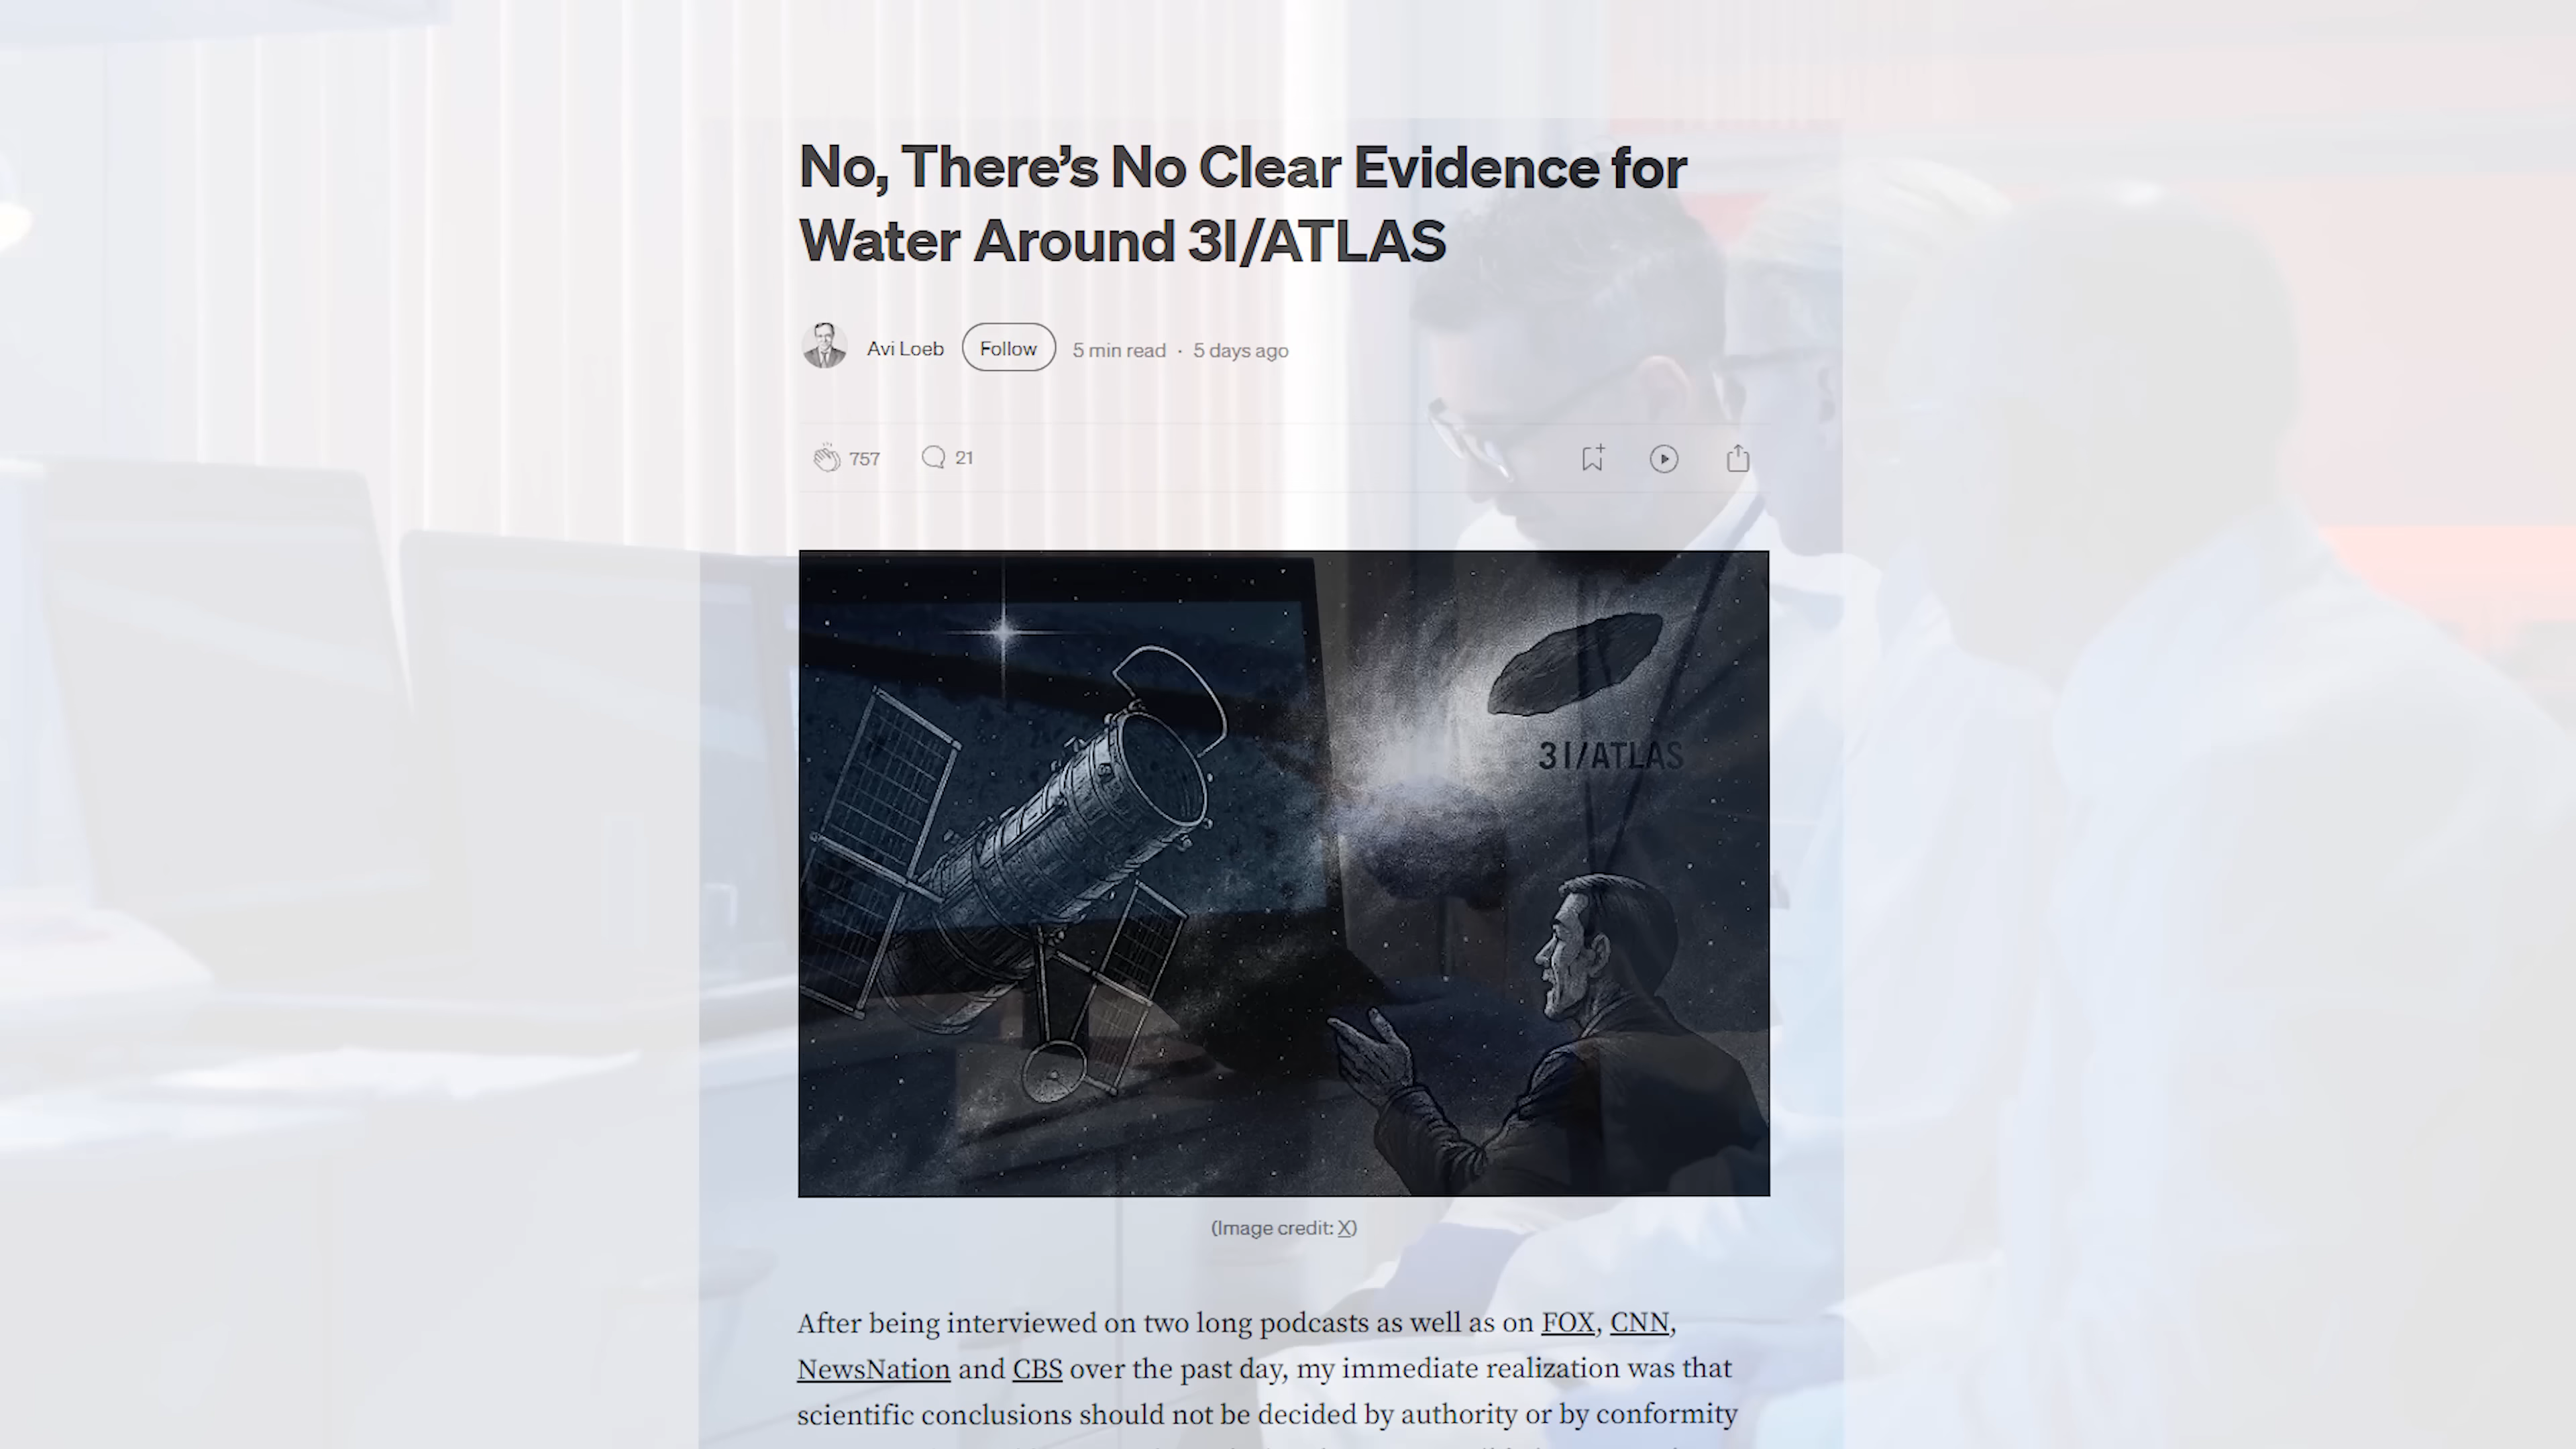 No, There's No Clear Evidence for
Water Around 3I/ATLAS
Avi Loeb Follow 5 min read · 5 days ago
757 21
3I/ATLAS
(Image credit: X)
After being interviewed on two long podcasts as well as on FOX, CNN,
NewsNation and CBS over the past day, my immediate realization was that
scientific conclusions should not be decided by authority or by conformity